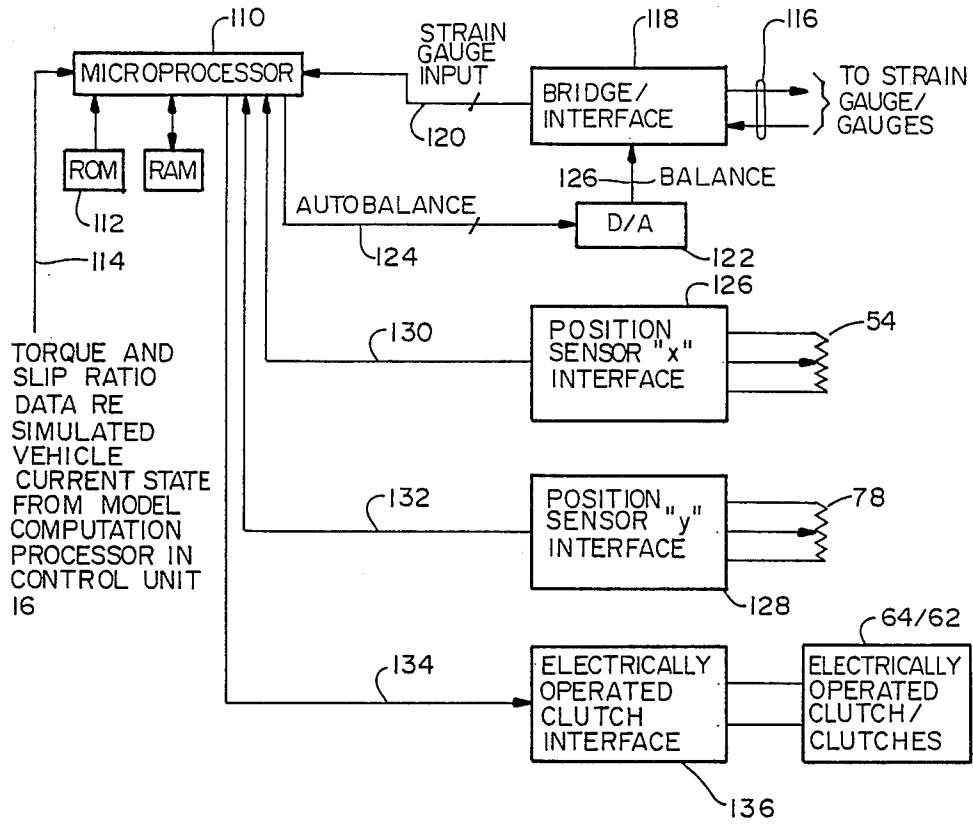 110
MICROPROCESSOR
STRAIN
GAUGE
INPUT
120
118
BRIDGE/
INTERFACE
116
TO STRAIN
GAUGE/
GAUGES
ROM
112
RAM
126
BALANCE
AUTOBALANCE
124
D/A
122
114
TORQUE AND
SLIP RATIO
DATA RE
SIMULATED
VEHICLE
CURRENT STATE
FROM MODEL
COMPUTATION
PROCESSOR IN
CONTROL UNIT
16
130
126
POSITION
SENSOR "x"
INTERFACE
54
132
POSITION
SENSOR "y"
INTERFACE
78
128
134
ELECTRICALLY
OPERATED
CLUTCH
INTERFACE
136
64/62
ELECTRICALLY
OPERATED
CLUTCH/
CLUTCHES